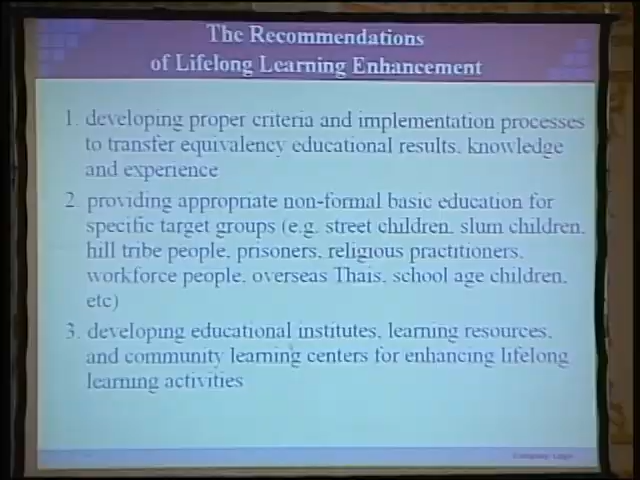 The Recommendations
of Lifelong Learning Enhancement
1. developing proper criteria and implementation processes
to transfer equivalency educational results, knowledge
and experience
2. providing appropriate non-formal basic education for
specific target groups (e.g. street children, slum children,
hill tribe people, prisoners, religious practitioners,
workforce people, overseas Thais, school age children,
etc)
3. developing educational institutes, learning resources,
and community learning centers for enhancing lifelong
learning activities
Company Logo